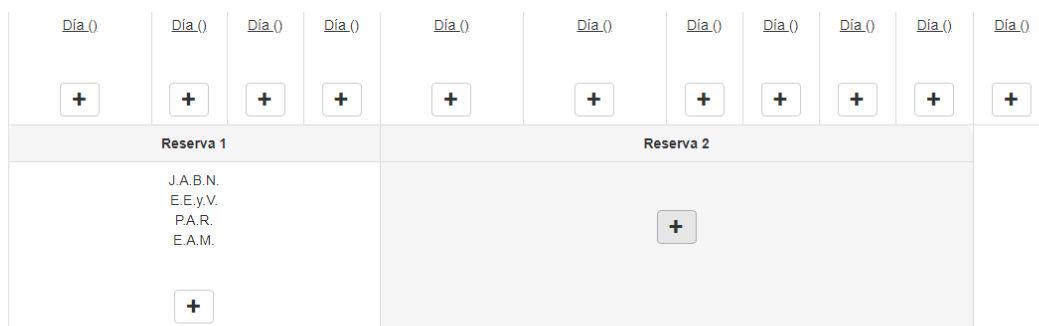 Día () Día () Día () Día () Día () Día () Día () Día () Día () Día () Día ()
+ + + + + + + + + + +
Reserva 1 Reserva 2
J.A.B.N.
E.E.y.V.
P.A.R.
E.A.M.
+
+